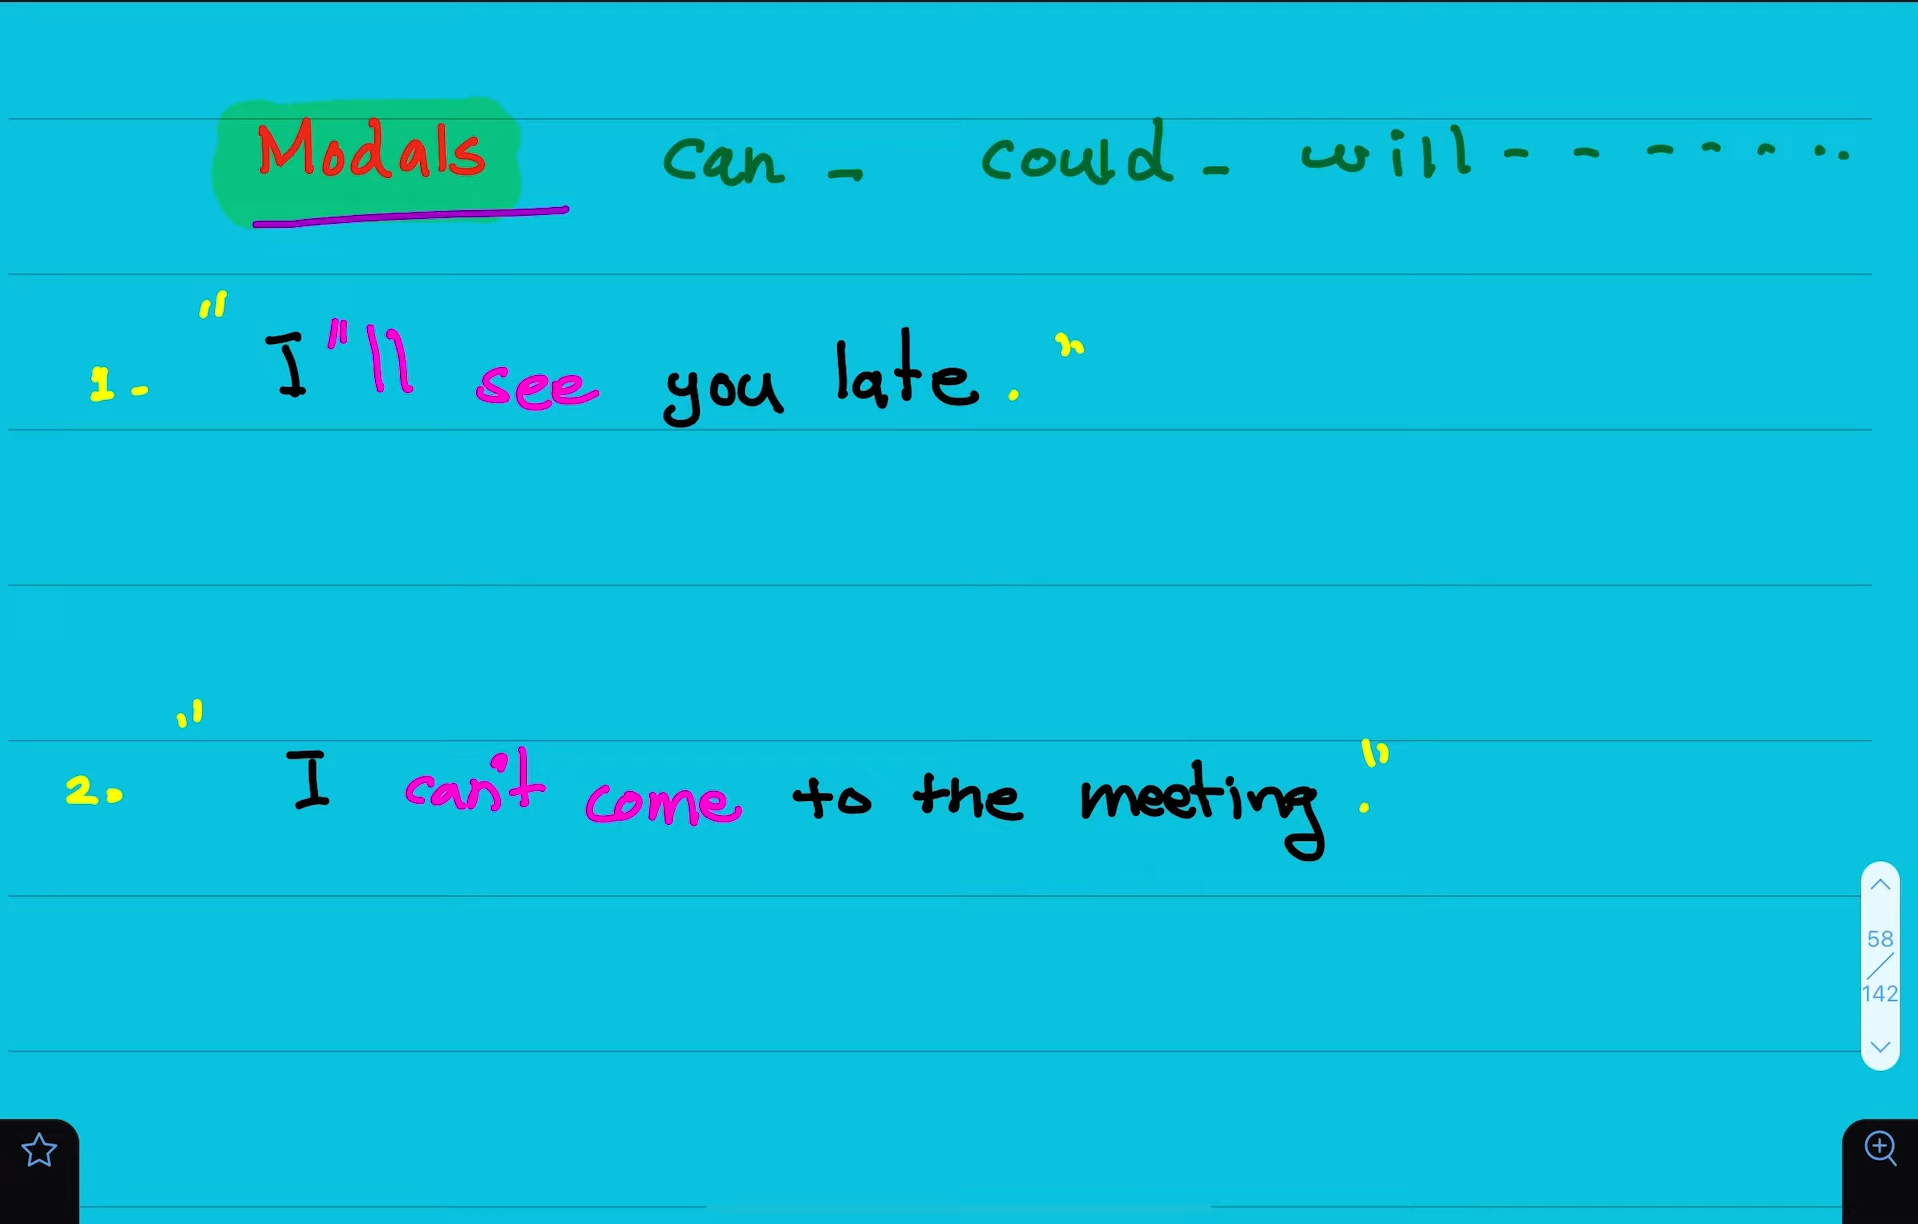 Modals can - could - will - - - - - - ..
1- "I"ll see you late."
2. "I can't come to the meeting."
58
142